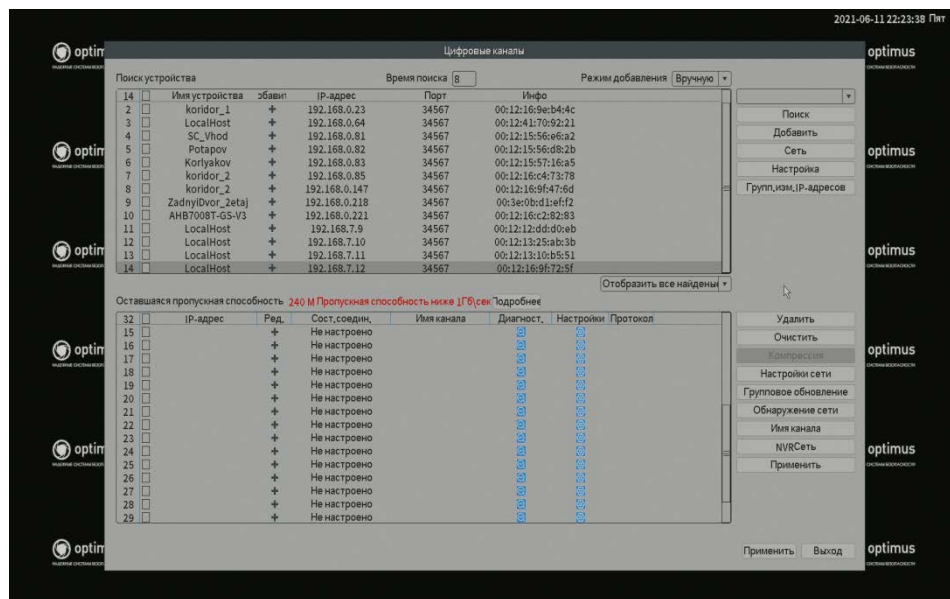 2021-06-11 22:23:38 Пят
optimus
Цифровые каналы
Поиск устройства Время поиска 8 Режим добавления Вручную
14 Имя устройства обавит IP-адрес Порт Инфо
2 koridor_1 + 192.168.0.23 34567 00:12:16:9e:b4:4c
3 LocalHost + 192.168.0.64 34567 00:12:41:70:92:21
4 SC_Vhod + 192.168.0.81 34567 00:12:15:56:e6:a2
5 Potapov + 192.168.0.82 34567 00:12:15:56:d8:2b
6 Korlyakov + 192.168.0.83 34567 00:12:15:57:16:a5
7 koridor_2 + 192.168.0.85 34567 00:12:16:c4:73:78
8 koridor_2 + 192.168.0.147 34567 00:12:16:9f:47:6d
9 ZadnyiDvor_2etaj + 192.168.0.218 34567 00:3e:0b:d1:ef:f2
10 AHB7008T-GS-V3 + 192.168.0.221 34567 00:12:16:c2:82:83
11 LocalHost + 192.168.7.9 34567 00:12:12:dd:d0:eb
12 LocalHost + 192.168.7.10 34567 00:12:13:25:ab:3b
13 LocalHost + 192.168.7.11 34567 00:12:13:10:b5:51
14 LocalHost + 192.168.7.12 34567 00:12:16:9f:72:5f
Поиск
Добавить
Сеть
Настройка
Групп.изм.IP-адресов
Отобразить все найдены
Оставшаяся пропускная способность 240 M Пропускная способность ниже 1Гб\сек Подробнее
32 IP-адрес Ред. Сост.соедин. Имя канала Диагност. Настройки Протокол
15 + Не настроено
16 + Не настроено
17 + Не настроено
18 + Не настроено
19 + Не настроено
20 + Не настроено
21 + Не настроено
22 + Не настроено
23 + Не настроено
24 + Не настроено
25 + Не настроено
26 + Не настроено
27 + Не настроено
28 + Не настроено
29 + Не настроено
Удалить
Очистить
Компрессия
Настройки сети
Групповое обновление
Обнаружение сети
Имя канала
NVRСеть
Применить
Применить Выход
optim
optimus
optim
optimus
optim
optimus
optim
optimus
optim
optimus
optim